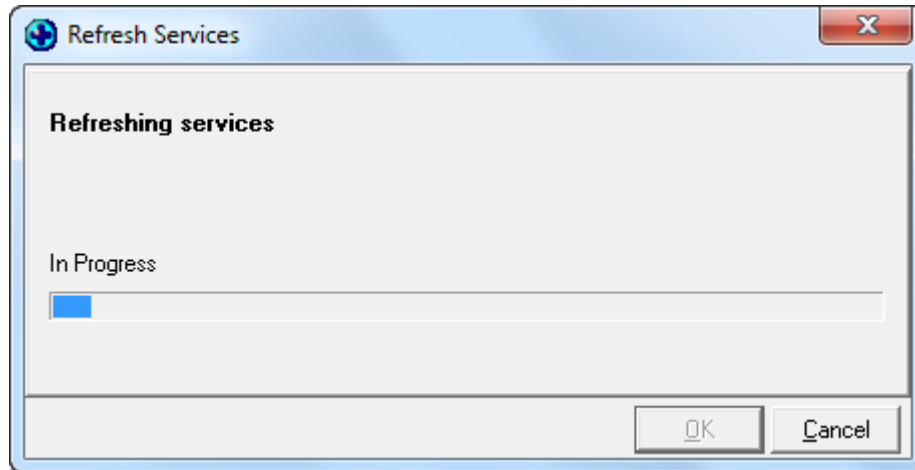 Refresh Services
Refreshing services
In Progress
OK
Cancel